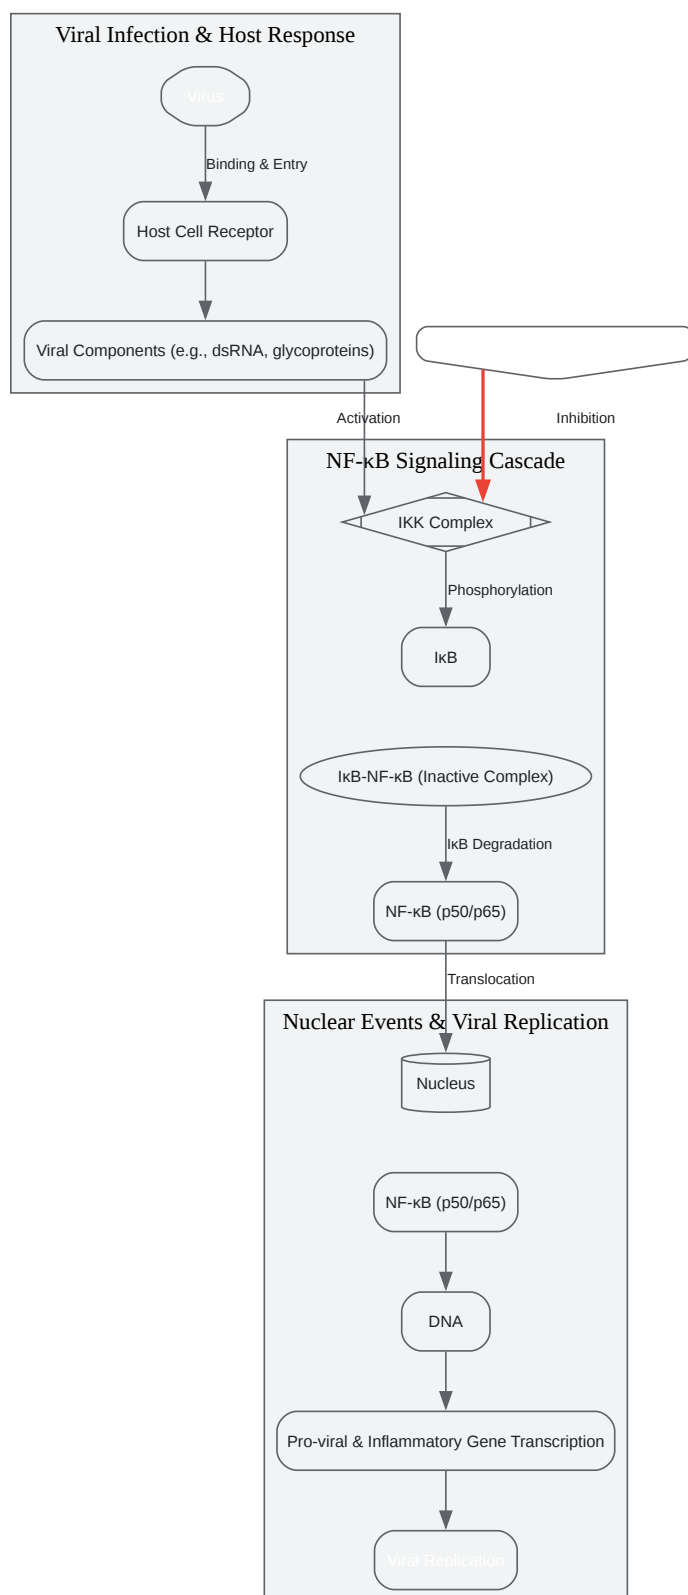 Viral Infection & Host Response
Virus
Binding & Entry
Host Cell Receptor
Viral Components (e.g., dsRNA, glycoproteins)
Activation
Inhibition
NF-κB Signaling Cascade
IKK Complex
Phosphorylation
IκB
IκB-NF-κB (Inactive Complex)
IκB Degradation
NF-κB (p50/p65)
Translocation
Nuclear Events & Viral Replication
Nucleus
NF-κB (p50/p65)
DNA
Pro-viral & Inflammatory Gene Transcription
Viral Replication